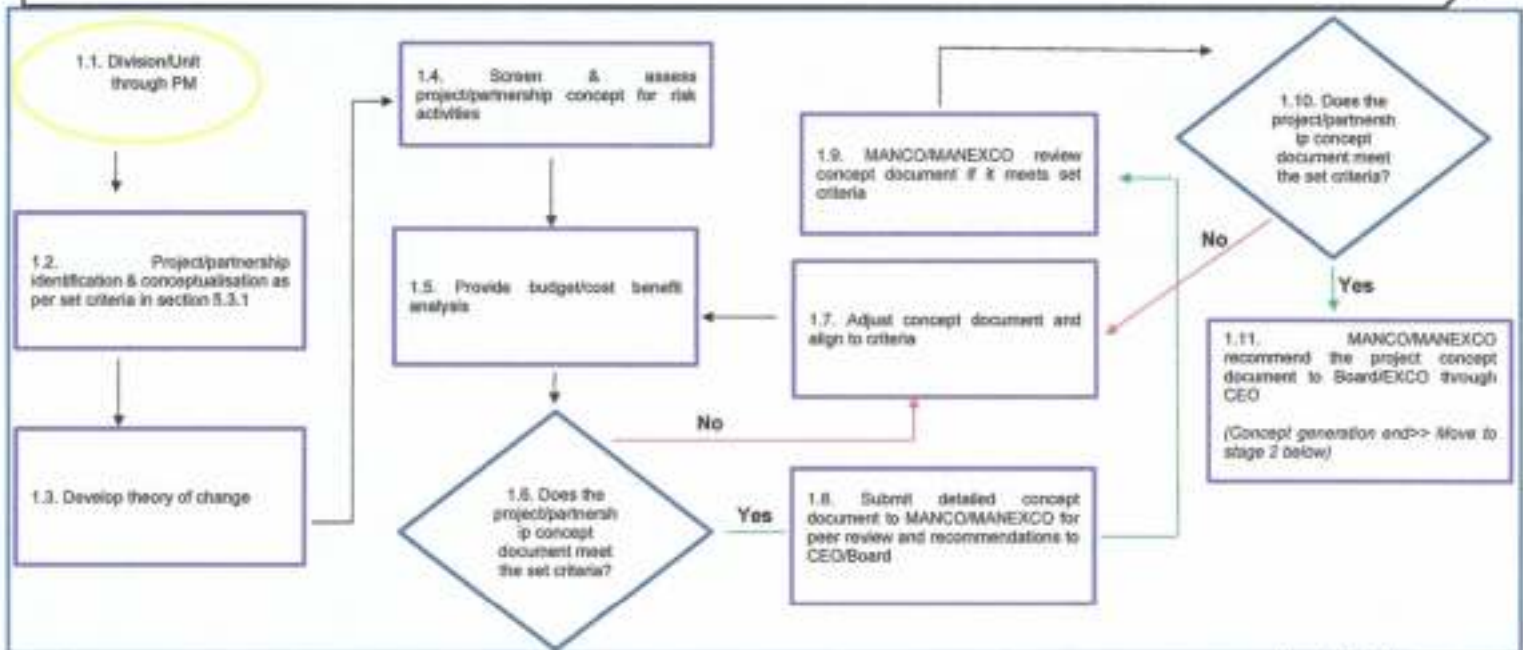 1.1. Division/Unit
through PM
1.2. Project/partnership
identification & conceptualisation as
per set criteria in section 5.3.1
1.3. Develop theory of change
1.4. Screen & assess
project/partnership concept for risk
activities
1.5. Provide budget/cost benefit
analysis
1.6. Does the
project/partnersh
ip concept
document meet
the set criteria?
No
Yes
1.7. Adjust concept document and
align to criteria
1.8. Submit detailed concept
document to MANCO/MANEXCO for
peer review and recommendations to
CEO/Board
1.9. MANCO/MANEXCO review
concept document if it meets set
criteria
1.10. Does the
project/partnersh
ip concept
document meet
the set criteria?
No
Yes
1.11. MANCO/MANEXCO
recommend the project concept
document to Board/EXCO through
CEO
(Concept generation end>> Move to
stage 2 below)